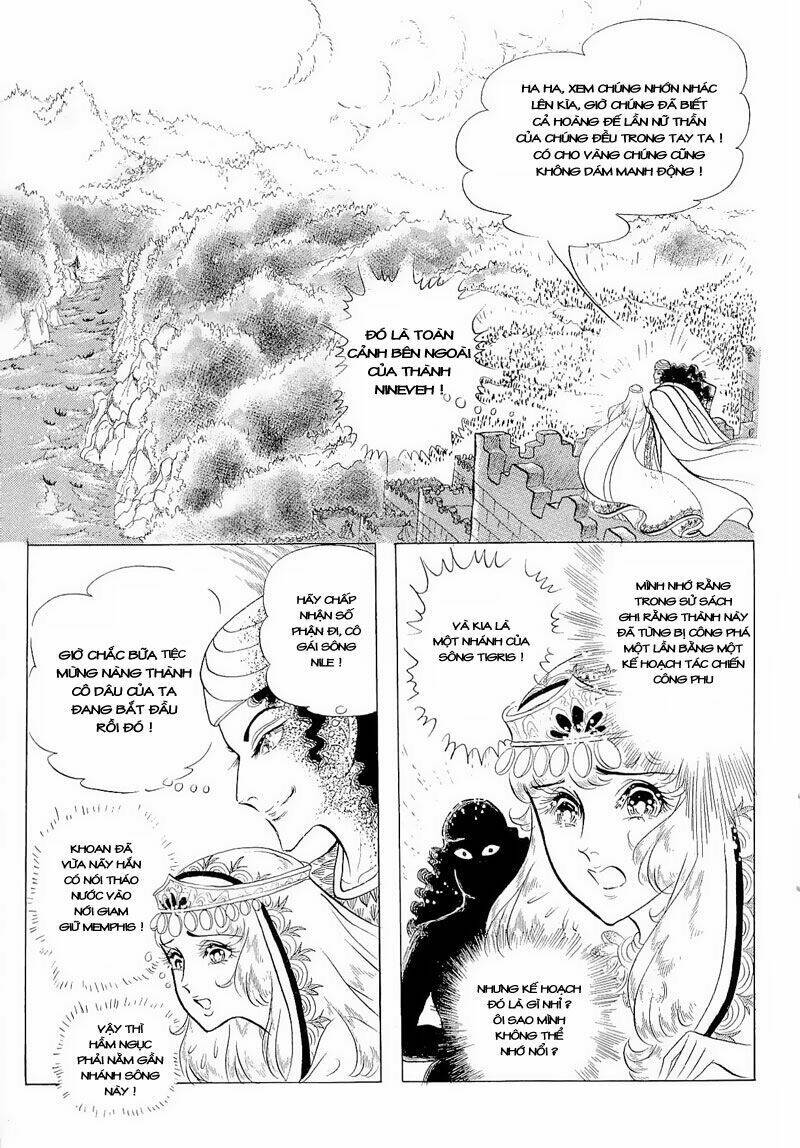 HA HA, XEM CHÚNG NHỚN NHÁC
LÊN KÌA, GIỜ CHÚNG ĐÃ BIẾT
CẢ HOÀNG ĐẾ LẦN NỮ THẦN
CỦA CHÚNG ĐỀU TRONG TAY TA !
CÓ CHO VÀNG CHÚNG CŨNG
KHÔNG DÁM MANH ĐỘNG !
ĐÓ LÀ TOÀN
CẢNH BÊN NGOÀI
CỦA THÀNH
NINEVEH !
HÃY CHẤP
NHẬN SỐ
PHẬN ĐI, CÔ
GÁI SÔNG
NILE !
GIỜ CHẮC BỮA TIỆC
MỪNG NÀNG THÀNH
CÔ DÂU CỦA TA
ĐANG BẮT ĐẦU
RỒI ĐÓ !
KHOAN ĐÃ
VỪA NÃY HẮN
CÓ NÓI THÁO
NƯỚC VÀO
NƠI GIAM
GIỮ MEMPHIS !
VẬY THÌ
HẦM NGỤC
PHẢI NẰM GẦN
NHÁNH SÔNG
NÀY !
VÀ KIA LÀ
MỘT NHÁNH CỦA
SÔNG TIGRIS !
MÌNH NHỚ RẰNG
TRONG SỬ SÁCH
GHI RẰNG THÀNH NÀY
ĐÃ TỪNG BỊ CÔNG PHÁ
MỘT LẦN BẰNG MỘT
KẾ HOẠCH TÁC CHIẾN
CÔNG PHU
NHƯNG KẾ HOẠCH
ĐÓ LÀ GÌ NHỈ ?
ÔI SAO MÌNH
KHÔNG THỂ
NHỚ NỔI ?